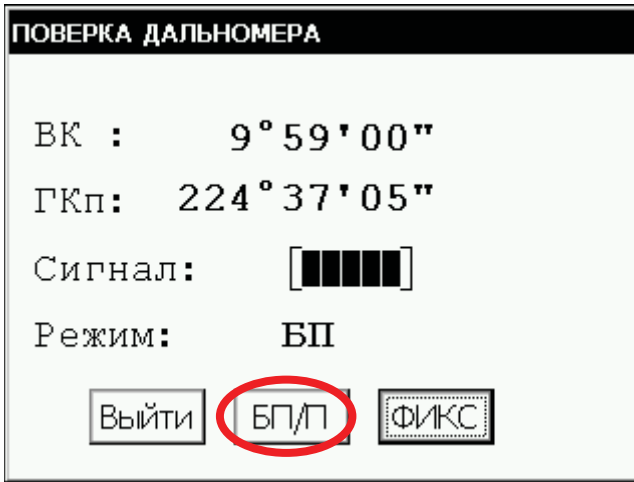 ПОВЕРКА ДАЛЬНОМЕРА
ВК : 9°59'00"
ГКп: 224°37'05"
Сигнал: [█████]
Режим: БП
Выйти БП/П ФИКС